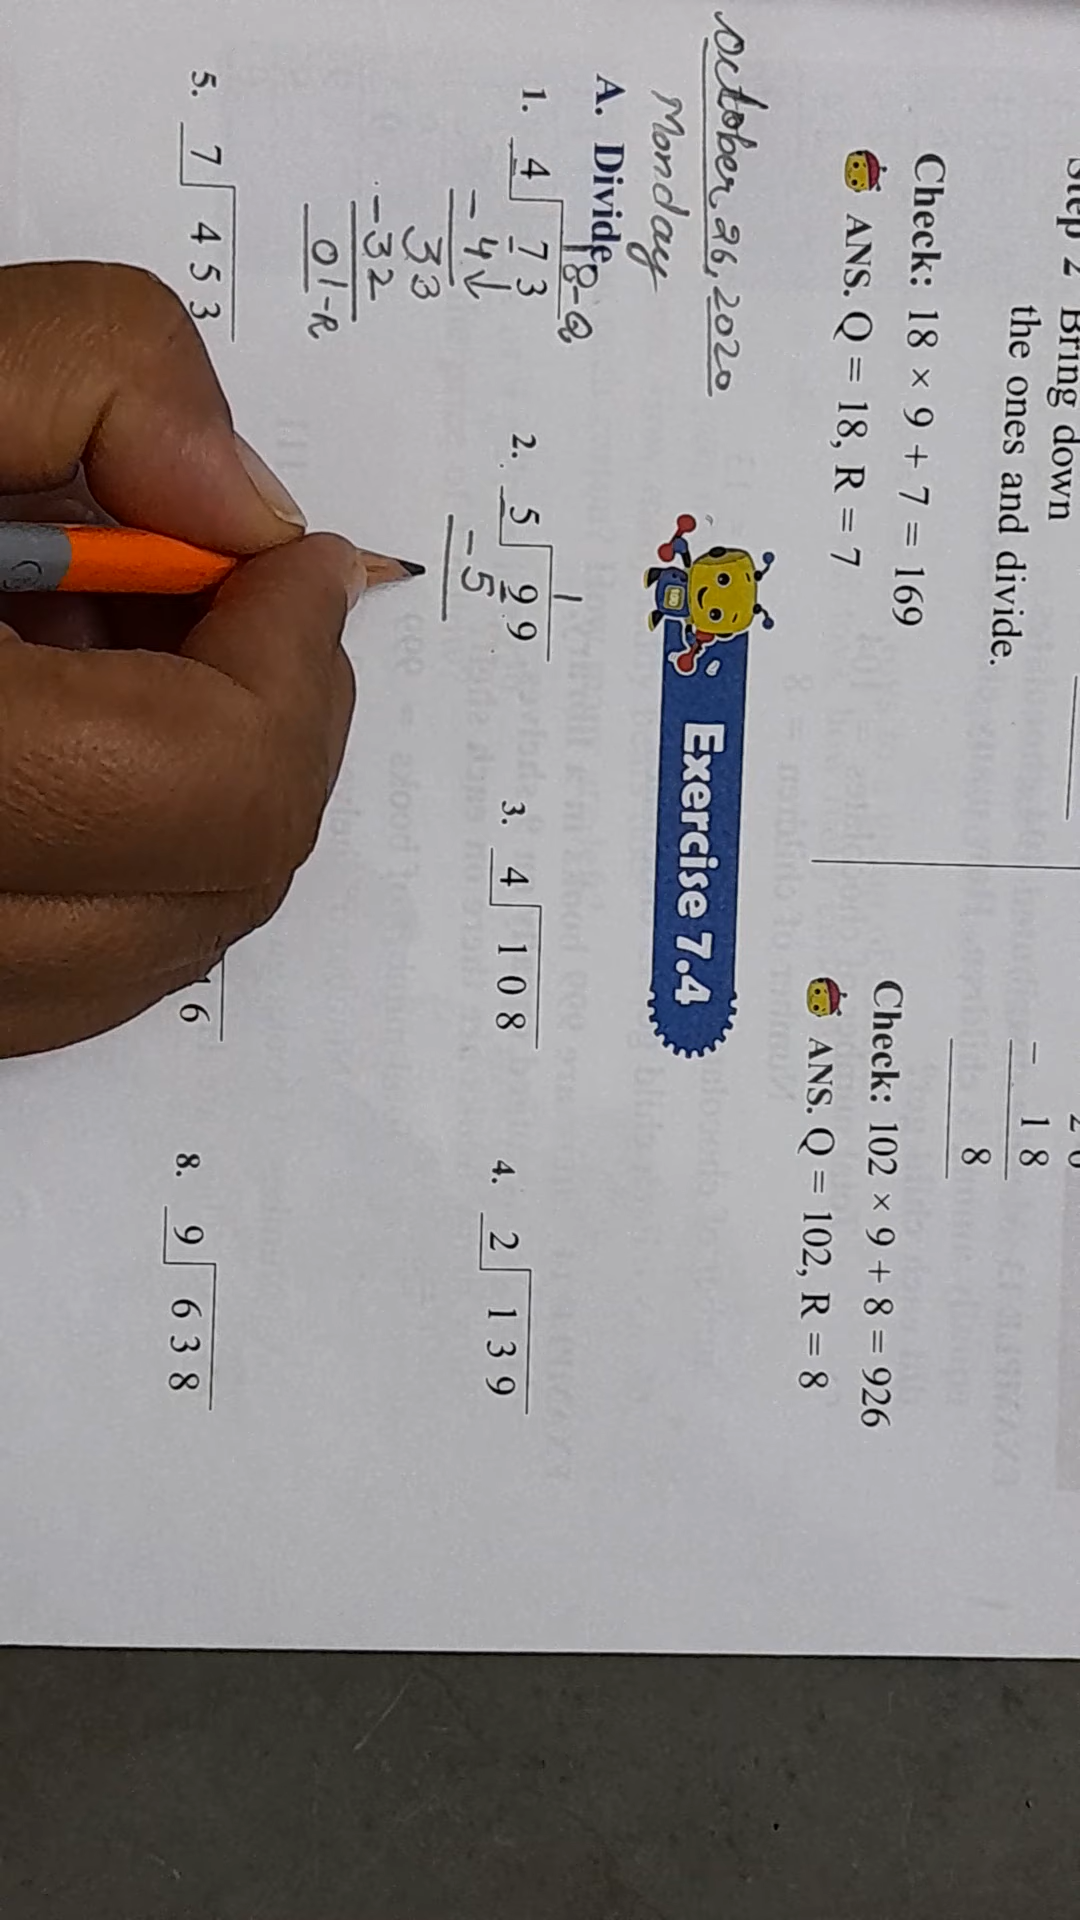 Step 2 Bring down
the ones and divide.
Check: 18 × 9 + 7 = 169
ANS. Q = 18, R = 7
- 1 8
8
Check: 102 × 9 + 8 = 926
ANS. Q = 102, R = 8
October 26, 2020
Monday
Exercise 7.4
A. Divide.
18-Q
1. 4 7 3
- 4↓
33
-32
01-R
1
2. 5 9 9
- 5
3. 4 1 0 8
4. 2 1 3 9
5. 7 4 5 3
6
8. 9 6 3 8